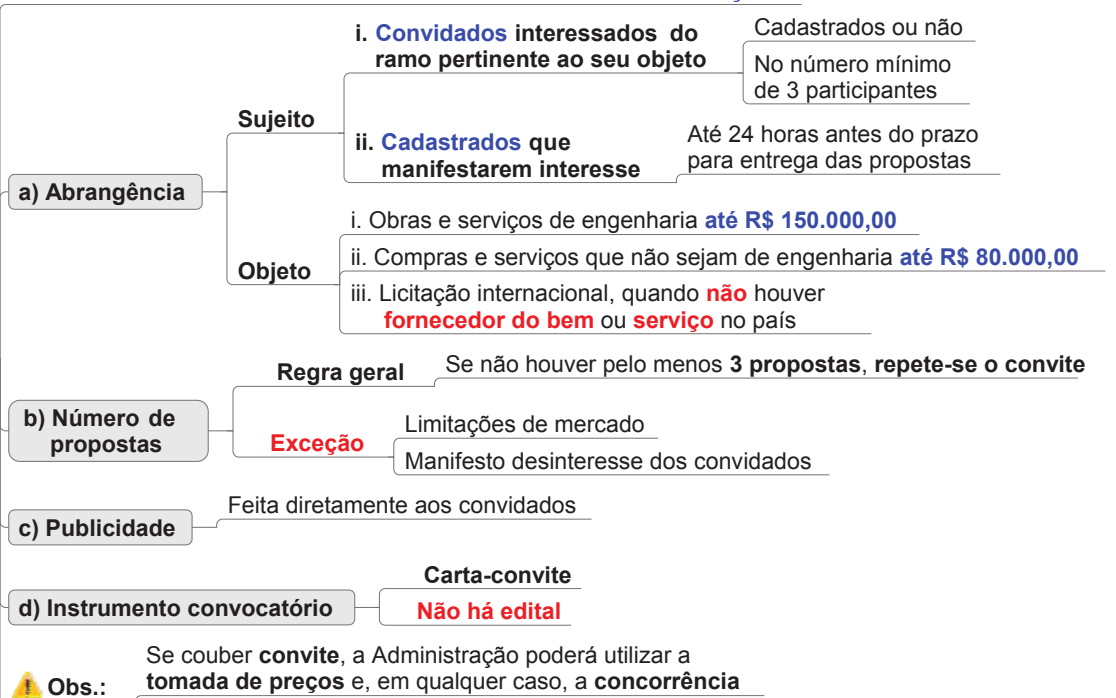 a) Abrangência
Sujeito
i. Convidados interessados do
ramo pertinente ao seu objeto
Cadastrados ou não
No número mínimo
de 3 participantes
ii. Cadastrados que
manifestarem interesse
Até 24 horas antes do prazo
para entrega das propostas
Objeto
i. Obras e serviços de engenharia até R$ 150.000,00
ii. Compras e serviços que não sejam de engenharia até R$ 80.000,00
iii. Licitação internacional, quando não houver
fornecedor do bem ou serviço no país
b) Número de
propostas
Regra geral
Se não houver pelo menos 3 propostas, repete-se o convite
Exceção
Limitações de mercado
Manifesto desinteresse dos convidados
c) Publicidade
Feita diretamente aos convidados
d) Instrumento convocatório
Carta-convite
Não há edital
Obs.:
Se couber convite, a Administração poderá utilizar a
tomada de preços e, em qualquer caso, a concorrência